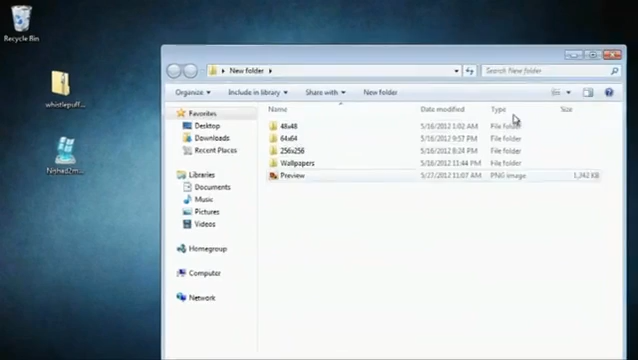 Recycle Bin
New folder
Search New folder
Organize
Include in library
Share with
New folder
Favorites
Desktop
Downloads
Recent Places
Libraries
Documents
Music
Pictures
Videos
Homegroup
Computer
Network
Name Date modified Type Size
48x48 5/16/2012 1:02 AM File folder
64x64 5/16/2012 9:57 PM File folder
256x256 5/16/2012 8:24 PM File folder
Wallpapers 5/16/2012 11:44 PM File folder
Preview 5/27/2012 11:07 AM PNG image 1,342 KB